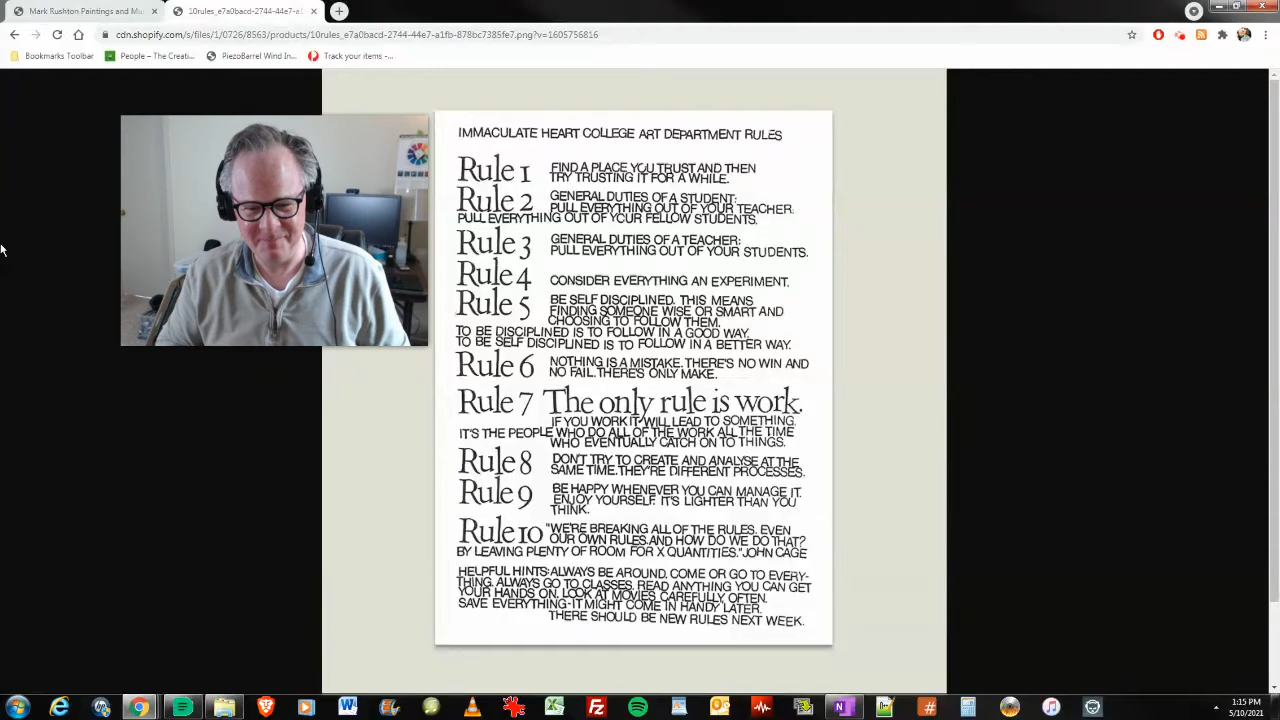 Mark Rushton Paintings and Mu
10rules_e7a0bacd-2744-44e7-a1
cdn.shopify.com/s/files/1/0726/8563/products/10rules_e7a0bacd-2744-44e7-a1fb-878bc7385fe7.png?v=1605756816
Bookmarks Toolbar
People – The Creati...
PiezoBarrel Wind In...
Track your items -...
IMMACULATE HEART COLLEGE ART DEPARTMENT RULES
Rule 1 FIND A PLACE YOU TRUST AND THEN
TRY TRUSTING IT FOR A WHILE.
Rule 2 GENERAL DUTIES OF A STUDENT:
PULL EVERYTHING OUT OF YOUR TEACHER.
PULL EVERYTHING OUT OF YOUR FELLOW STUDENTS.
Rule 3 GENERAL DUTIES OF A TEACHER:
PULL EVERYTHING OUT OF YOUR STUDENTS.
Rule 4 CONSIDER EVERYTHING AN EXPERIMENT.
Rule 5 BE SELF DISCIPLINED. THIS MEANS
FINDING SOMEONE WISE OR SMART AND
CHOOSING TO FOLLOW THEM.
TO BE DISCIPLINED IS TO FOLLOW IN A GOOD WAY.
TO BE SELF DISCIPLINED IS TO FOLLOW IN A BETTER WAY.
Rule 6 NOTHING IS A MISTAKE. THERE'S NO WIN AND
NO FAIL. THERE'S ONLY MAKE.
Rule 7 The only rule is work.
IF YOU WORK IT WILL LEAD TO SOMETHING.
IT'S THE PEOPLE WHO DO ALL OF THE WORK ALL THE TIME
WHO EVENTUALLY CATCH ON TO THINGS.
Rule 8 DON'T TRY TO CREATE AND ANALYSE AT THE
SAME TIME. THEY'RE DIFFERENT PROCESSES.
Rule 9 BE HAPPY WHENEVER YOU CAN MANAGE IT.
ENJOY YOURSELF. IT'S LIGHTER THAN YOU
THINK.
Rule 10 "WE'RE BREAKING ALL OF THE RULES. EVEN
OUR OWN RULES. AND HOW DO WE DO THAT?
BY LEAVING PLENTY OF ROOM FOR X QUANTITIES." JOHN CAGE
HELPFUL HINTS: ALWAYS BE AROUND. COME OR GO TO EVERY-
THING. ALWAYS GO TO CLASSES. READ ANYTHING YOU CAN GET
YOUR HANDS ON. LOOK AT MOVIES CAREFULLY, OFTEN.
SAVE EVERYTHING-IT MIGHT COME IN HANDY LATER.
THERE SHOULD BE NEW RULES NEXT WEEK.
1:15 PM
5/10/2021